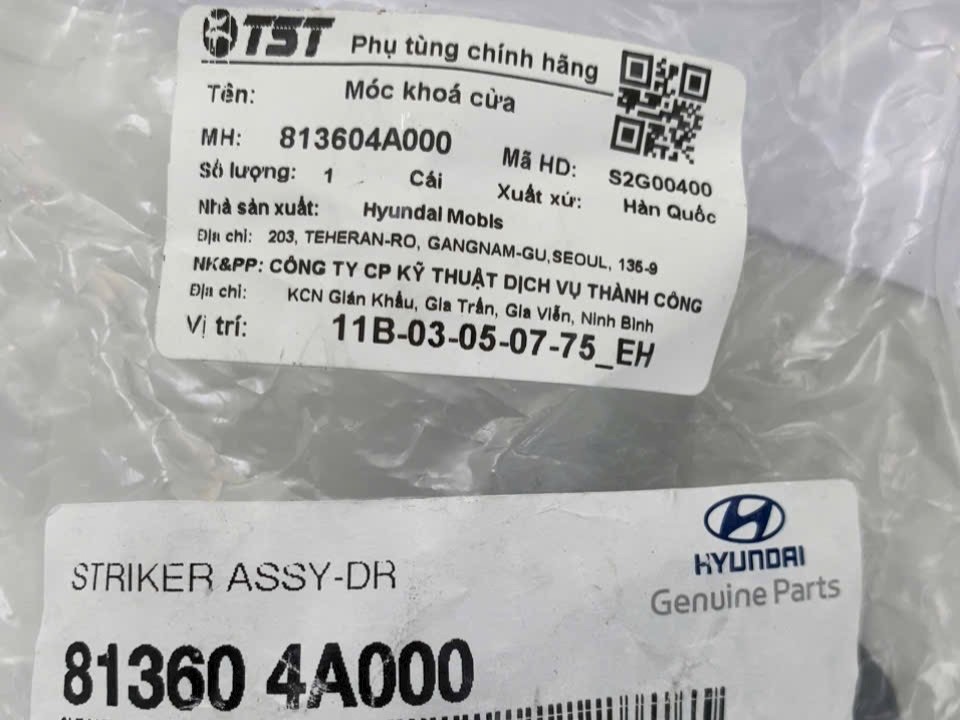 TST Phụ tùng chính hãng
Tên: Móc khoá cửa
MH: 813604A000 Mã HD: S2G00400
Số lượng: 1 Cái Xuất xứ: Hàn Quốc
Nhà sản xuất: Hyundai Mobis
Địa chỉ: 203, TEHERAN-RO, GANGNAM-GU,SEOUL, 135-9
NK&PP: CÔNG TY CP KỸ THUẬT DỊCH VỤ THÀNH CÔNG
Địa chỉ: KCN Gián Khẩu, Gia Trấn, Gia Viễn, Ninh Bình
Vị trí: 11B-03-05-07-75_EH
HYUNDAI
Genuine Parts
STRIKER ASSY-DR
81360 4A000